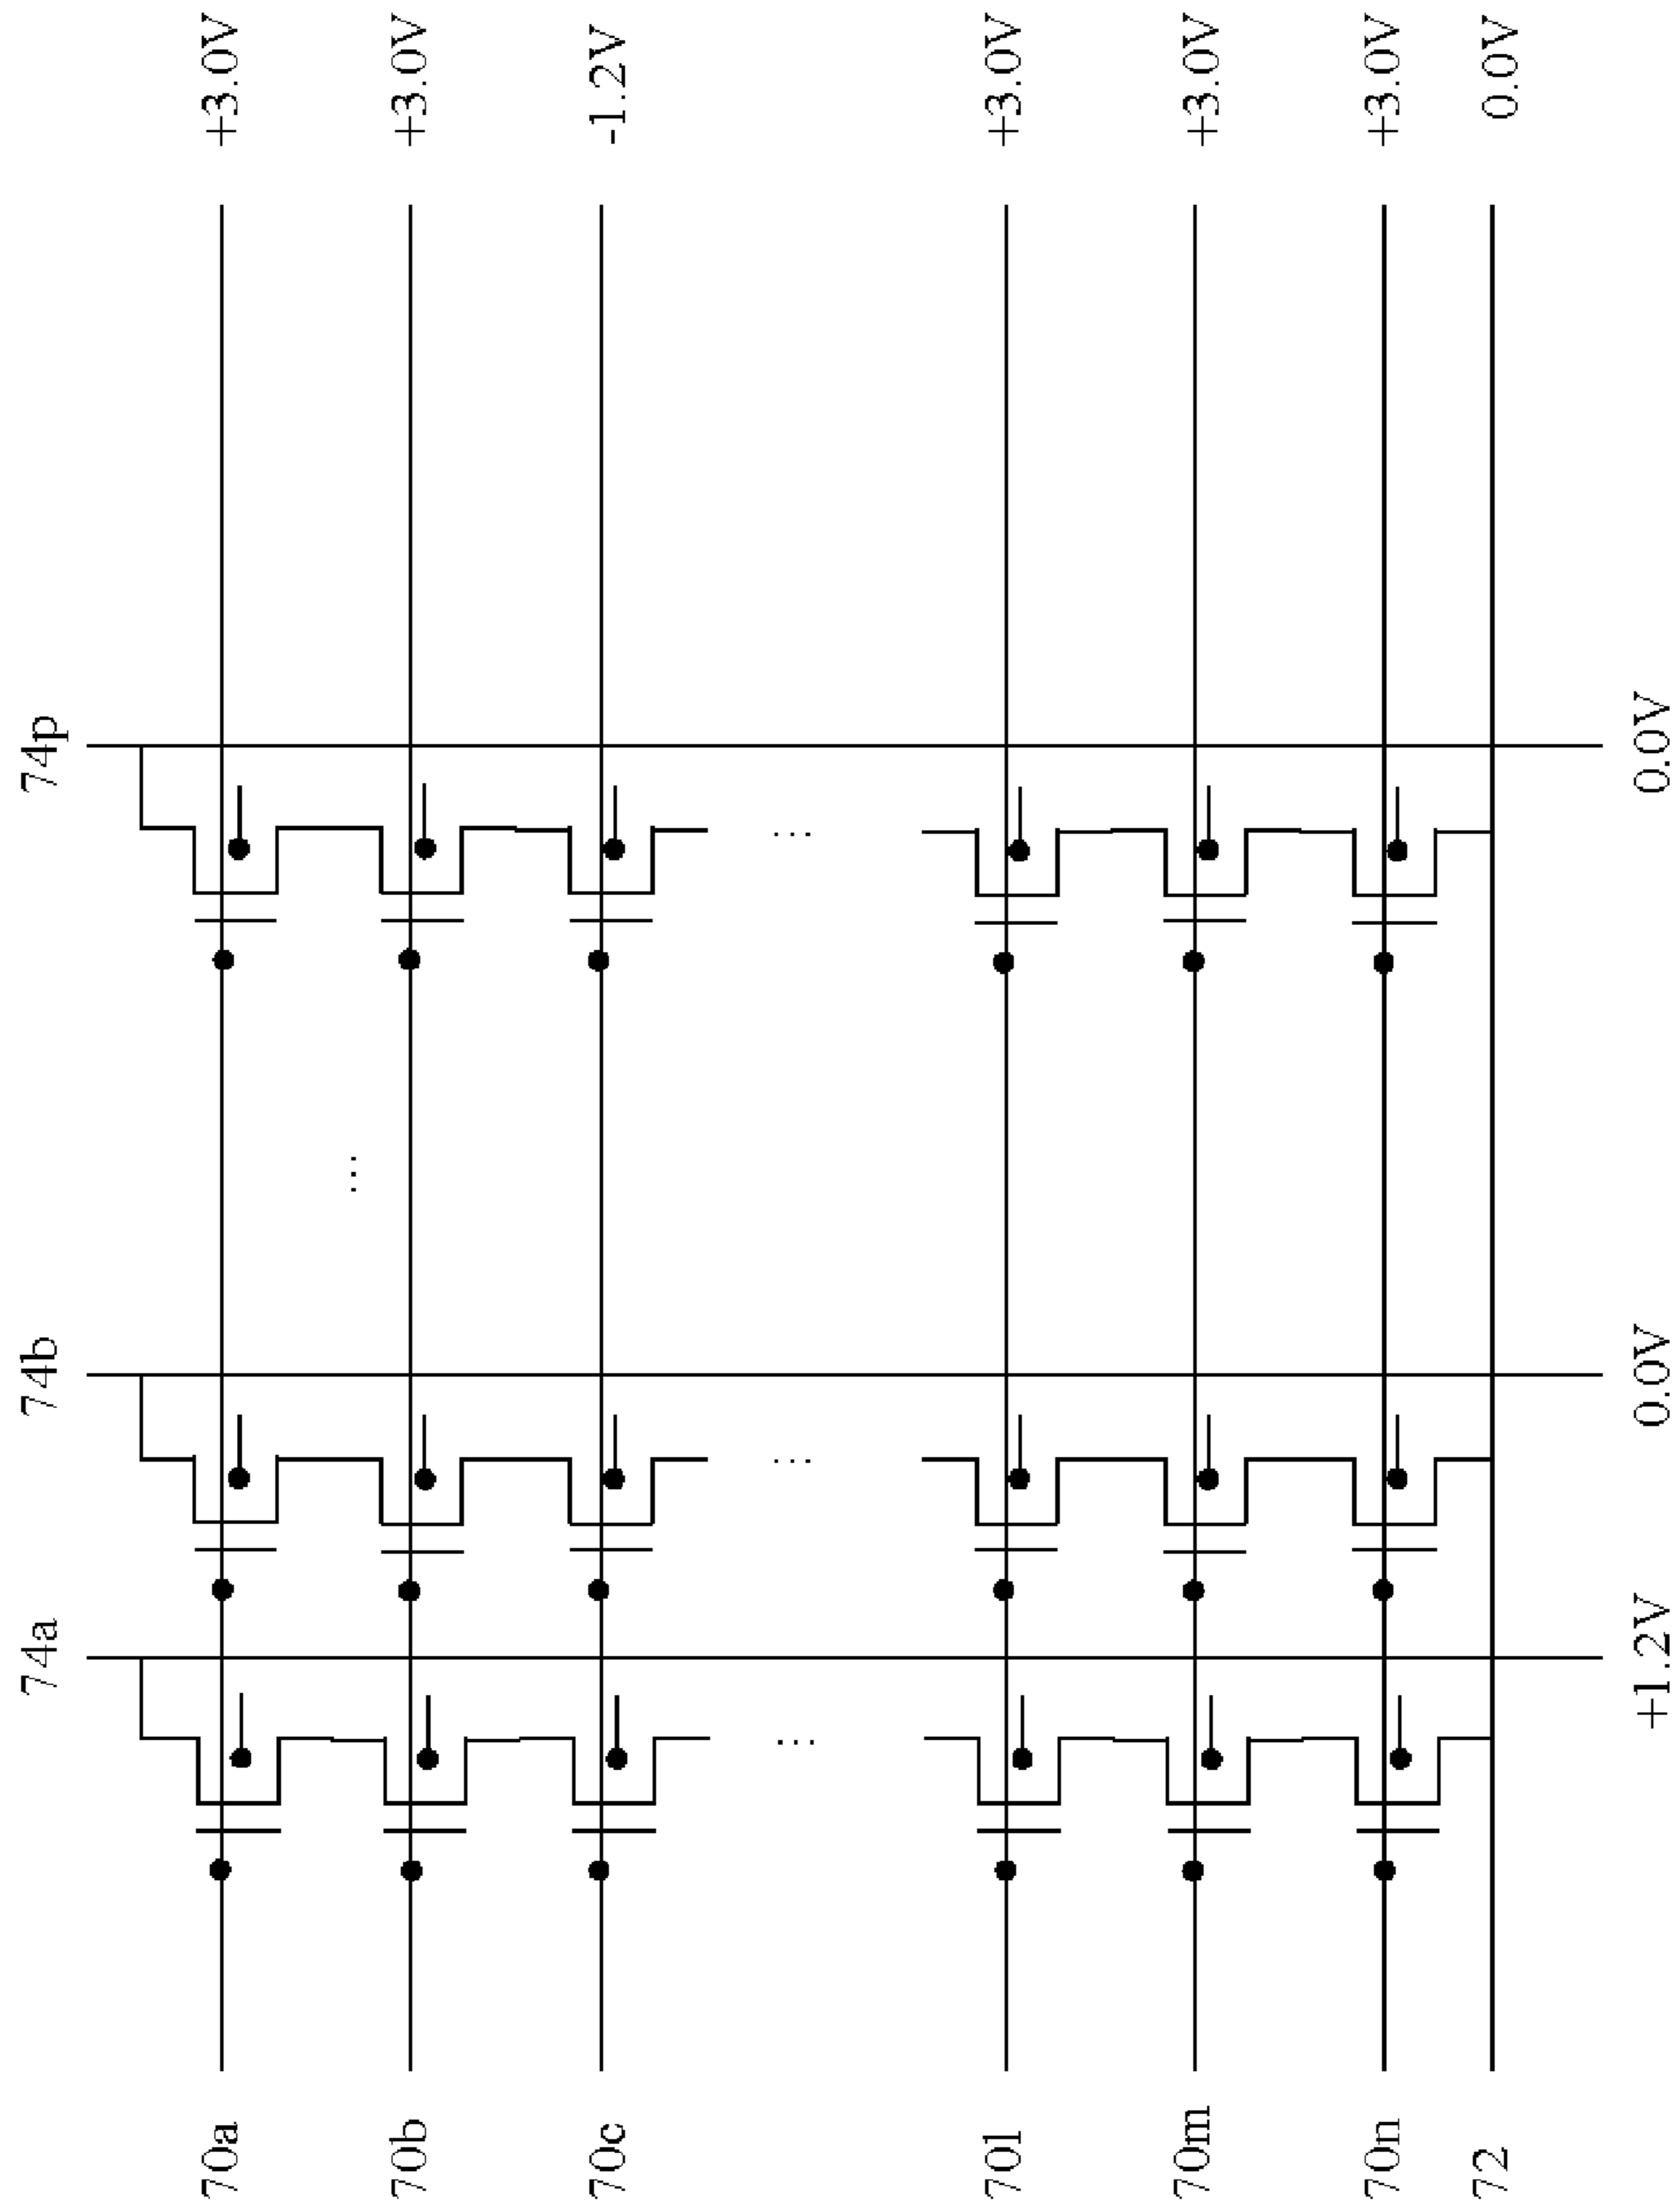 74a 74b 74p
70a +3.0V
70b +3.0V
70c -1.2V
70l +3.0V
70m +3.0V
70n +3.0V
72 0.0V
+1.2V 0.0V 0.0V